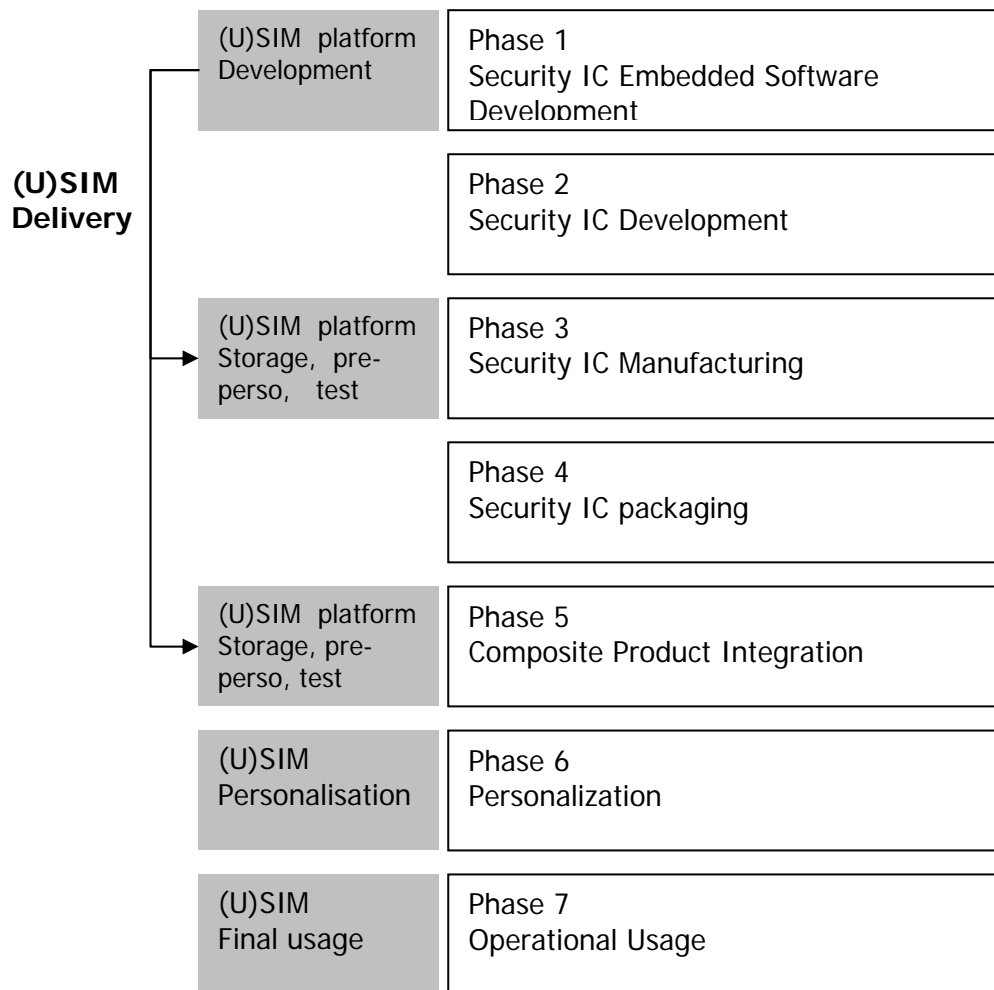 (U)SIM platform
Development
Phase 1
Security IC Embedded Software
Development
(U)SIM
Delivery
Phase 2
Security IC Development
(U)SIM platform
Storage, pre-
perso, test
Phase 3
Security IC Manufacturing
Phase 4
Security IC packaging
(U)SIM platform
Storage, pre-
perso, test
Phase 5
Composite Product Integration
(U)SIM
Personalisation
Phase 6
Personalization
(U)SIM
Final usage
Phase 7
Operational Usage